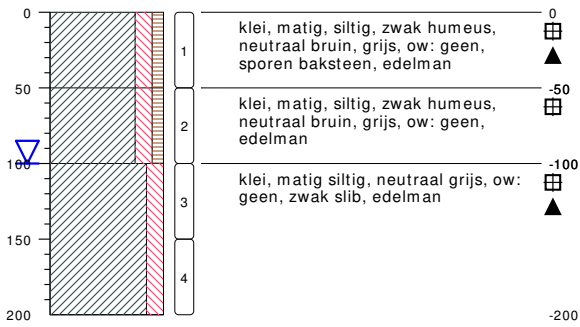 0
50
100
150
200
1
2
3
4
klei, matig, siltig, zwak humeus,
neutraal bruin, grijs, ow: geen,
sporen baksteen, edelman
klei, matig, siltig, zwak humeus,
neutraal bruin, grijs, ow: geen,
edelman
klei, matig siltig, neutraal grijs, ow:
geen, zwak slib, edelman
0
-50
-100
-200